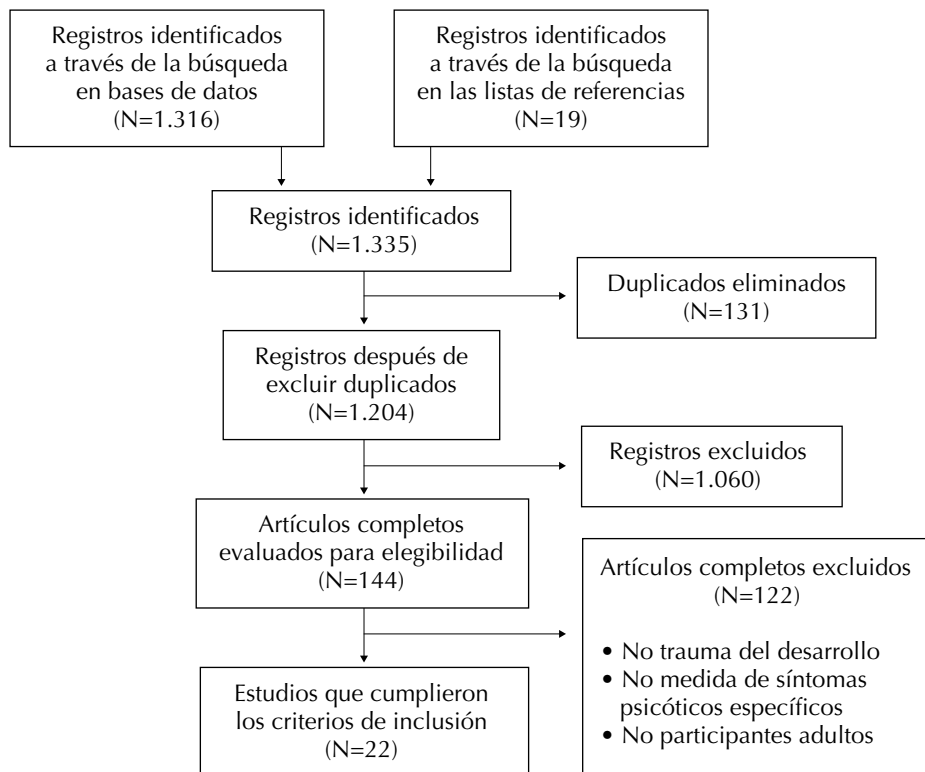 Registros identificados
a través de la búsqueda
en bases de datos
(N=1.316)
Registros identificados
a través de la búsqueda
en las listas de referencias
(N=19)
Registros identificados
(N=1.335)
Duplicados eliminados
(N=131)
Registros después de
excluir duplicados
(N=1.204)
Registros excluidos
(N=1.060)
Artículos completos
evaluados para elegibilidad
(N=144)
Artículos completos excluidos
(N=122)
• No trauma del desarrollo
• No medida de síntomas
psicóticos específicos
• No participantes adultos
Estudios que cumplieron
los criterios de inclusión
(N=22)